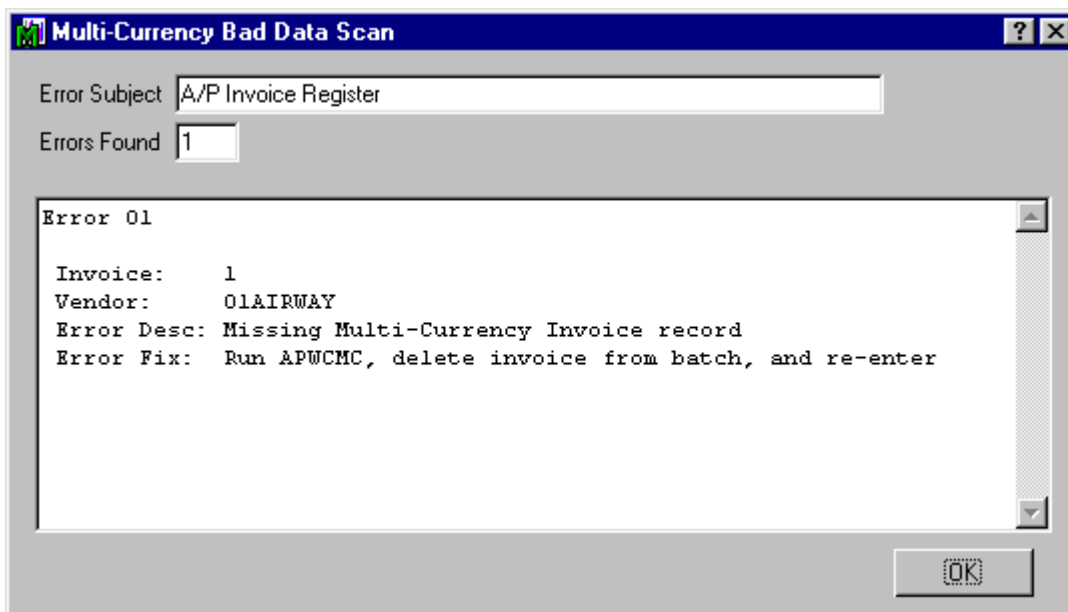 Multi-Currency Bad Data Scan
Error Subject A/P Invoice Register
Errors Found 1
Error 01
Invoice: 1
Vendor: 01AIRWAY
Error Desc: Missing Multi-Currency Invoice record
Error Fix: Run APWCMC, delete invoice from batch, and re-enter
OK